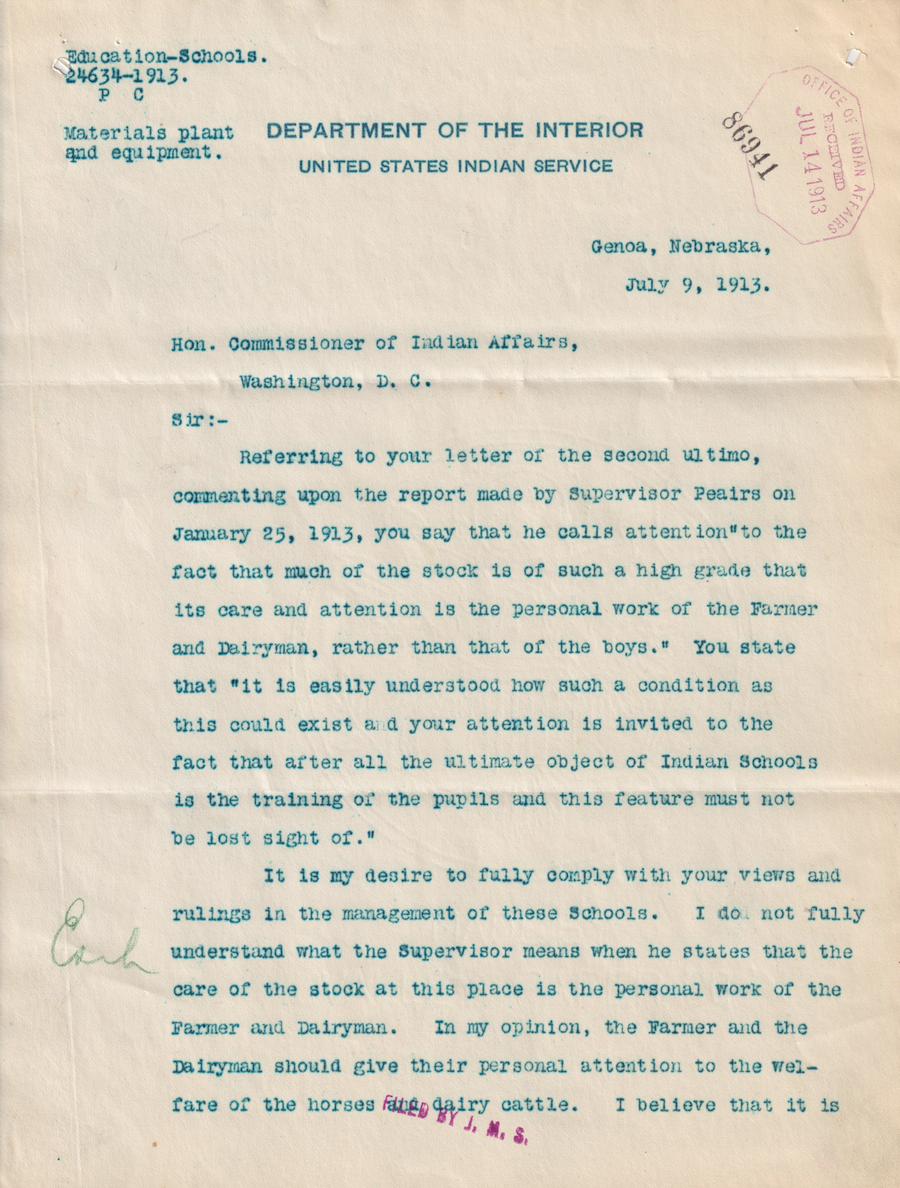 Education-Schools.
24634-1913.
P C
Materials plant
and equipment.
DEPARTMENT OF THE INTERIOR
UNITED STATES INDIAN SERVICE
86941
OFFICE OF INDIAN AFFAIRS
RECEIVED
JUL 14 1913
Genoa, Nebraska,
July 9, 1913.
Hon. Commissioner of Indian Affairs,
Washington, D. C.
Sir:-
Referring to your letter of the second ultimo,
commenting upon the report made by Supervisor Peairs on
January 25, 1913, you say that he calls attention"to the
fact that much of the stock is of such a high grade that
its care and attention is the personal work of the Farmer
and Dairyman, rather than that of the boys." You state
that "it is easily understood how such a condition as
this could exist and your attention is invited to the
fact that after all the ultimate object of Indian Schools
is the training of the pupils and this feature must not
be lost sight of."
It is my desire to fully comply with your views and
rulings in the management of these Schools. I do not fully
understand what the Supervisor means when he states that the
care of the stock at this place is the personal work of the
Farmer and Dairyman. In my opinion, the Farmer and the
Dairyman should give their personal attention to the wel-
fare of the horses and dairy cattle. I believe that it is
FILED BY J. M. S.